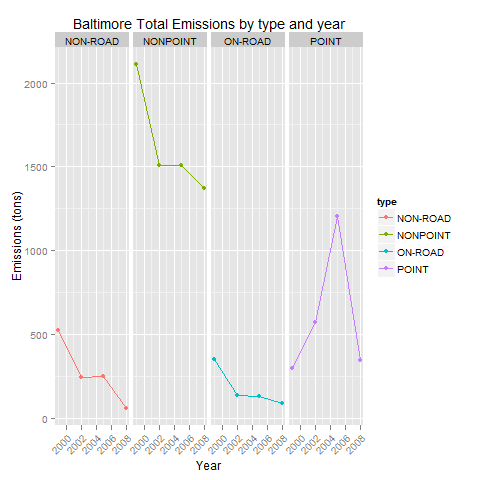 Baltimore Total Emissions by type and year
NON-ROAD NONPOINT ON-ROAD POINT
2000
1500
1000
500
0
Emissions (tons)
2000 2002 2004 2006 2008 2000 2002 2004 2006 2008 2000 2002 2004 2006 2008 2000 2002 2004 2006 2008
Year
type
NON-ROAD
NONPOINT
ON-ROAD
POINT